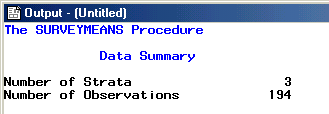 Output - (Untitled)
The SURVEYMEANS Procedure
Data Summary
Number of Strata 3
Number of Observations 194